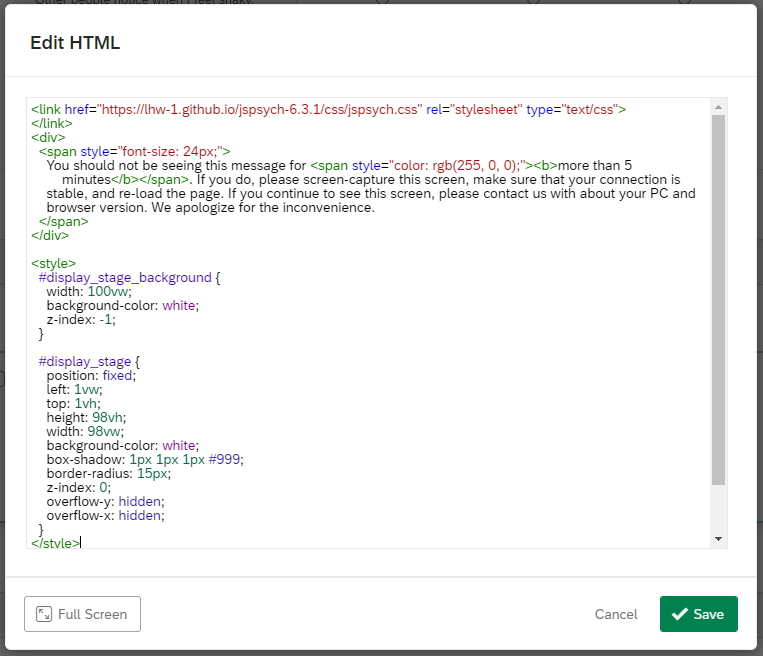 Other people notice when I feel shaky.
Edit HTML
<link href="https://lhw-1.github.io/jspsych-6.3.1/css/jspsych.css" rel="stylesheet" type="text/css">
</link>
<div>
<span style="font-size: 24px;">
You should not be seeing this message for <span style="color: rgb(255, 0, 0);"><b>more than 5
minutes</b></span>. If you do, please screen-capture this screen, make sure that your connection is
stable, and re-load the page. If you continue to see this screen, please contact us with about your PC and
browser version. We apologize for the inconvenience.
</span>
</div>
<style>
#display_stage_background {
width: 100vw;
background-color: white;
z-index: -1;
}
#display_stage {
position: fixed;
left: 1vw;
top: 1vh;
height: 98vh;
width: 98vw;
background-color: white;
box-shadow: 1px 1px 1px #999;
border-radius: 15px;
z-index: 0;
overflow-y: hidden;
overflow-x: hidden;
}
</style>
Full Screen
Cancel
Save